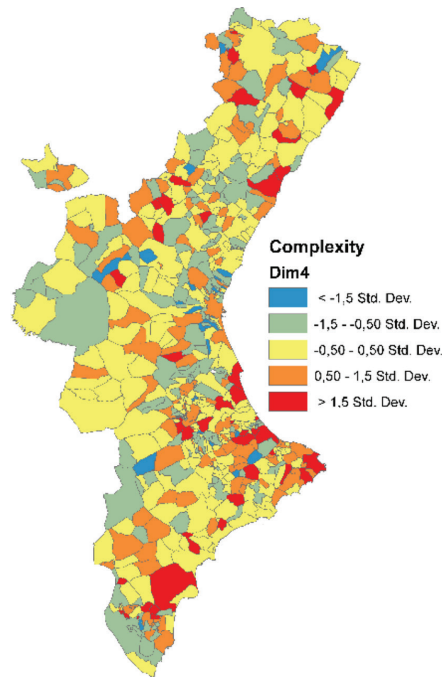 Complexity
Dim4
< -1,5 Std. Dev.
-1,5 - -0,50 Std. Dev.
-0,50 - 0,50 Std. Dev.
0,50 - 1,5 Std. Dev.
> 1,5 Std. Dev.